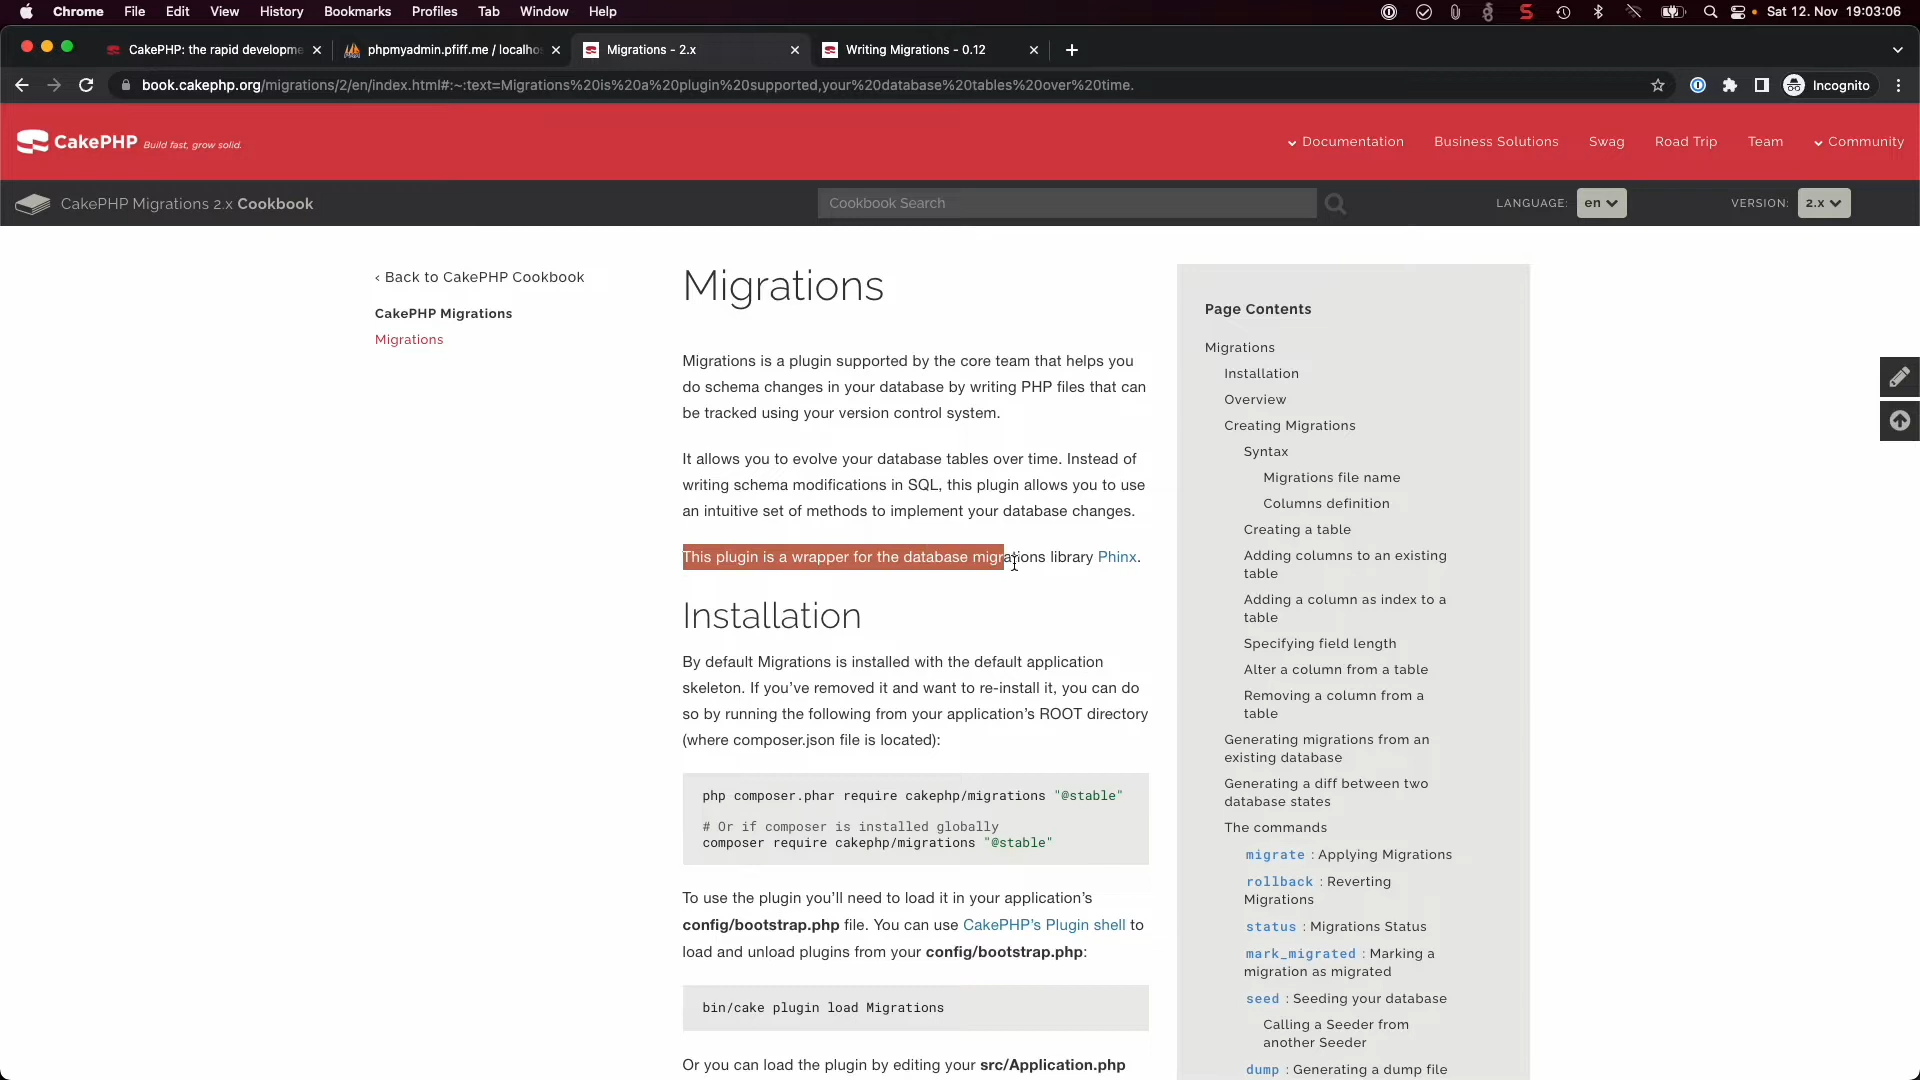 Chrome File Edit View History Bookmarks Profiles Tab Window Help Sat 12. Nov 19:03:06
CakePHP: the rapid developme
phpmyadmin.pfiff.me / localho
Migrations - 2.x
Writing Migrations - 0.12
book.cakephp.org/migrations/2/en/index.html#:~:text=Migrations%20is%20a%20plugin%20supported,your%20database%20tables%20over%20time.
Incognito
CakePHP Build fast, grow solid.
Documentation Business Solutions Swag Road Trip Team Community
CakePHP Migrations 2.x Cookbook
Cookbook Search
LANGUAGE: en
VERSION: 2.x
‹ Back to CakePHP Cookbook
CakePHP Migrations
Migrations
Migrations
Migrations is a plugin supported by the core team that helps you
do schema changes in your database by writing PHP files that can
be tracked using your version control system.
It allows you to evolve your database tables over time. Instead of
writing schema modifications in SQL, this plugin allows you to use
an intuitive set of methods to implement your database changes.
This plugin is a wrapper for the database migrations library Phinx.
Installation
By default Migrations is installed with the default application
skeleton. If you’ve removed it and want to re-install it, you can do
so by running the following from your application’s ROOT directory
(where composer.json file is located):
php composer.phar require cakephp/migrations "@stable"
# Or if composer is installed globally
composer require cakephp/migrations "@stable"
To use the plugin you’ll need to load it in your application’s
config/bootstrap.php file. You can use CakePHP’s Plugin shell to
load and unload plugins from your config/bootstrap.php:
bin/cake plugin load Migrations
Or you can load the plugin by editing your src/Application.php
Page Contents
Migrations
Installation
Overview
Creating Migrations
Syntax
Migrations file name
Columns definition
Creating a table
Adding columns to an existing
table
Adding a column as index to a
table
Specifying field length
Alter a column from a table
Removing a column from a
table
Generating migrations from an
existing database
Generating a diff between two
database states
The commands
migrate : Applying Migrations
rollback : Reverting
Migrations
status : Migrations Status
mark_migrated : Marking a
migration as migrated
seed : Seeding your database
Calling a Seeder from
another Seeder
dump : Generating a dump file